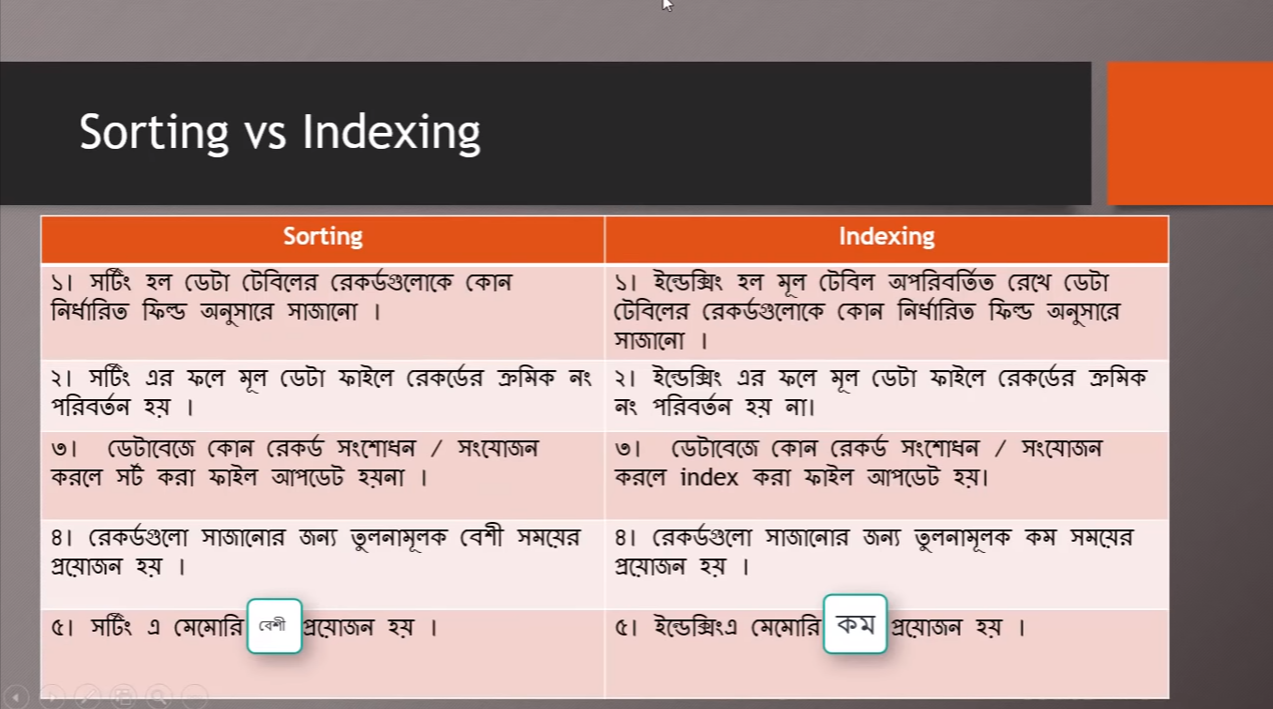 Sorting vs Indexing
Sorting
Indexing
১। সর্টিং হল ডেটা টেবিলের রেকর্ডগুলোকে কোন
নির্ধারিত ফিল্ড অনুসারে সাজানো ।
১। ইন্ডেক্সিং হল মূল টেবিল অপরিবর্তিত রেখে ডেটা
টেবিলের রেকর্ডগুলোকে কোন নির্ধারিত ফিল্ড অনুসারে
সাজানো ।
২। সর্টিং এর ফলে মূল ডেটা ফাইলে রেকর্ডের ক্রমিক নং
পরিবর্তন হয় ।
২। ইন্ডেক্সিং এর ফলে মূল ডেটা ফাইলে রেকর্ডের ক্রমিক
নং পরিবর্তন হয় না।
৩। ডেটাবেজে কোন রেকর্ড সংশোধন / সংযোজন
করলে সর্ট করা ফাইল আপডেট হয়না ।
৩। ডেটাবেজে কোন রেকর্ড সংশোধন / সংযোজন
করলে index করা ফাইল আপডেট হয়।
৪। রেকর্ডগুলো সাজানোর জন্য তুলনামূলক বেশী সময়ের
প্রয়োজন হয় ।
৪। রেকর্ডগুলো সাজানোর জন্য তুলনামূলক কম সময়ের
প্রয়োজন হয় ।
৫। সর্টিং এ মেমোরি বেশী প্রয়োজন হয় ।
৫। ইন্ডেক্সিংএ মেমোরি কম প্রয়োজন হয় ।